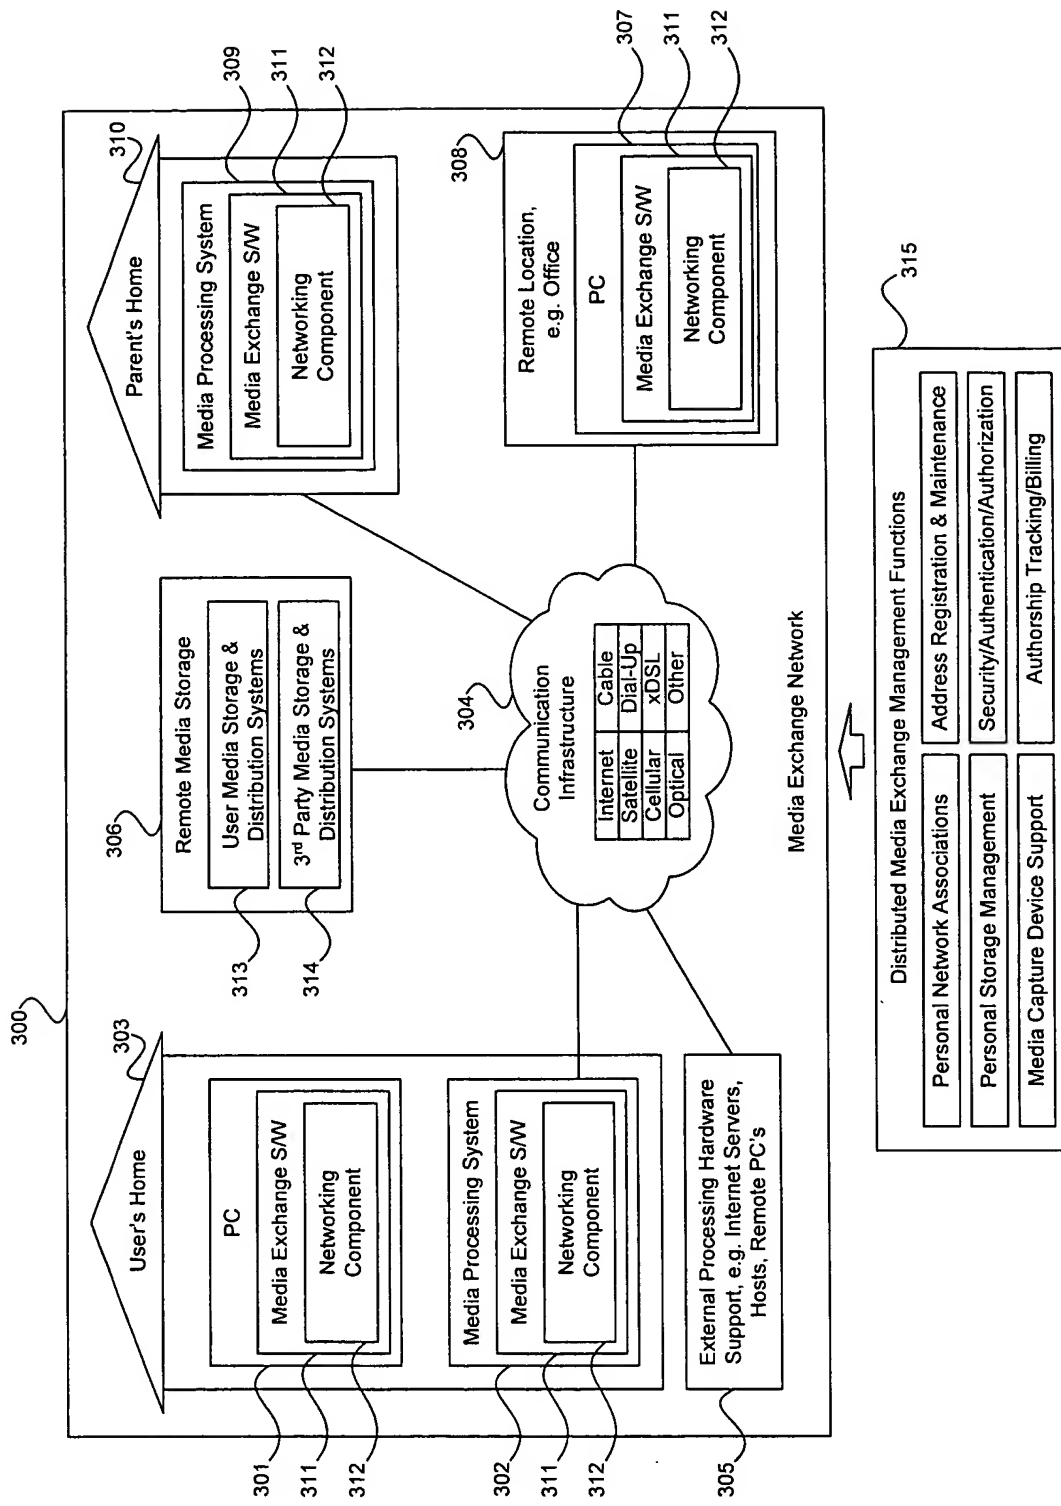 300
303
User's Home
PC
Media Exchange S/W
Networking
Component
301
311
312
Media Processing System
Media Exchange S/W
Networking
Component
302
311
312
External Processing Hardware
Support, e.g. Internet Servers,
Hosts, Remote PC's
305
306
Remote Media Storage
User Media Storage &
Distribution Systems
3rd Party Media Storage &
Distribution Systems
313
314
304
Communication
Infrastructure
Internet Cable
Satellite Dial-Up
Cellular xDSL
Optical Other
310
Parent's Home
309
311
312
Media Processing System
Media Exchange S/W
Networking
Component
308
307
311
312
Remote Location,
e.g. Office
PC
Media Exchange S/W
Networking
Component
Media Exchange Network
315
Distributed Media Exchange Management Functions
Personal Network Associations
Address Registration & Maintenance
Personal Storage Management
Security/Authentication/Authorization
Media Capture Device Support
Authorship Tracking/Billing